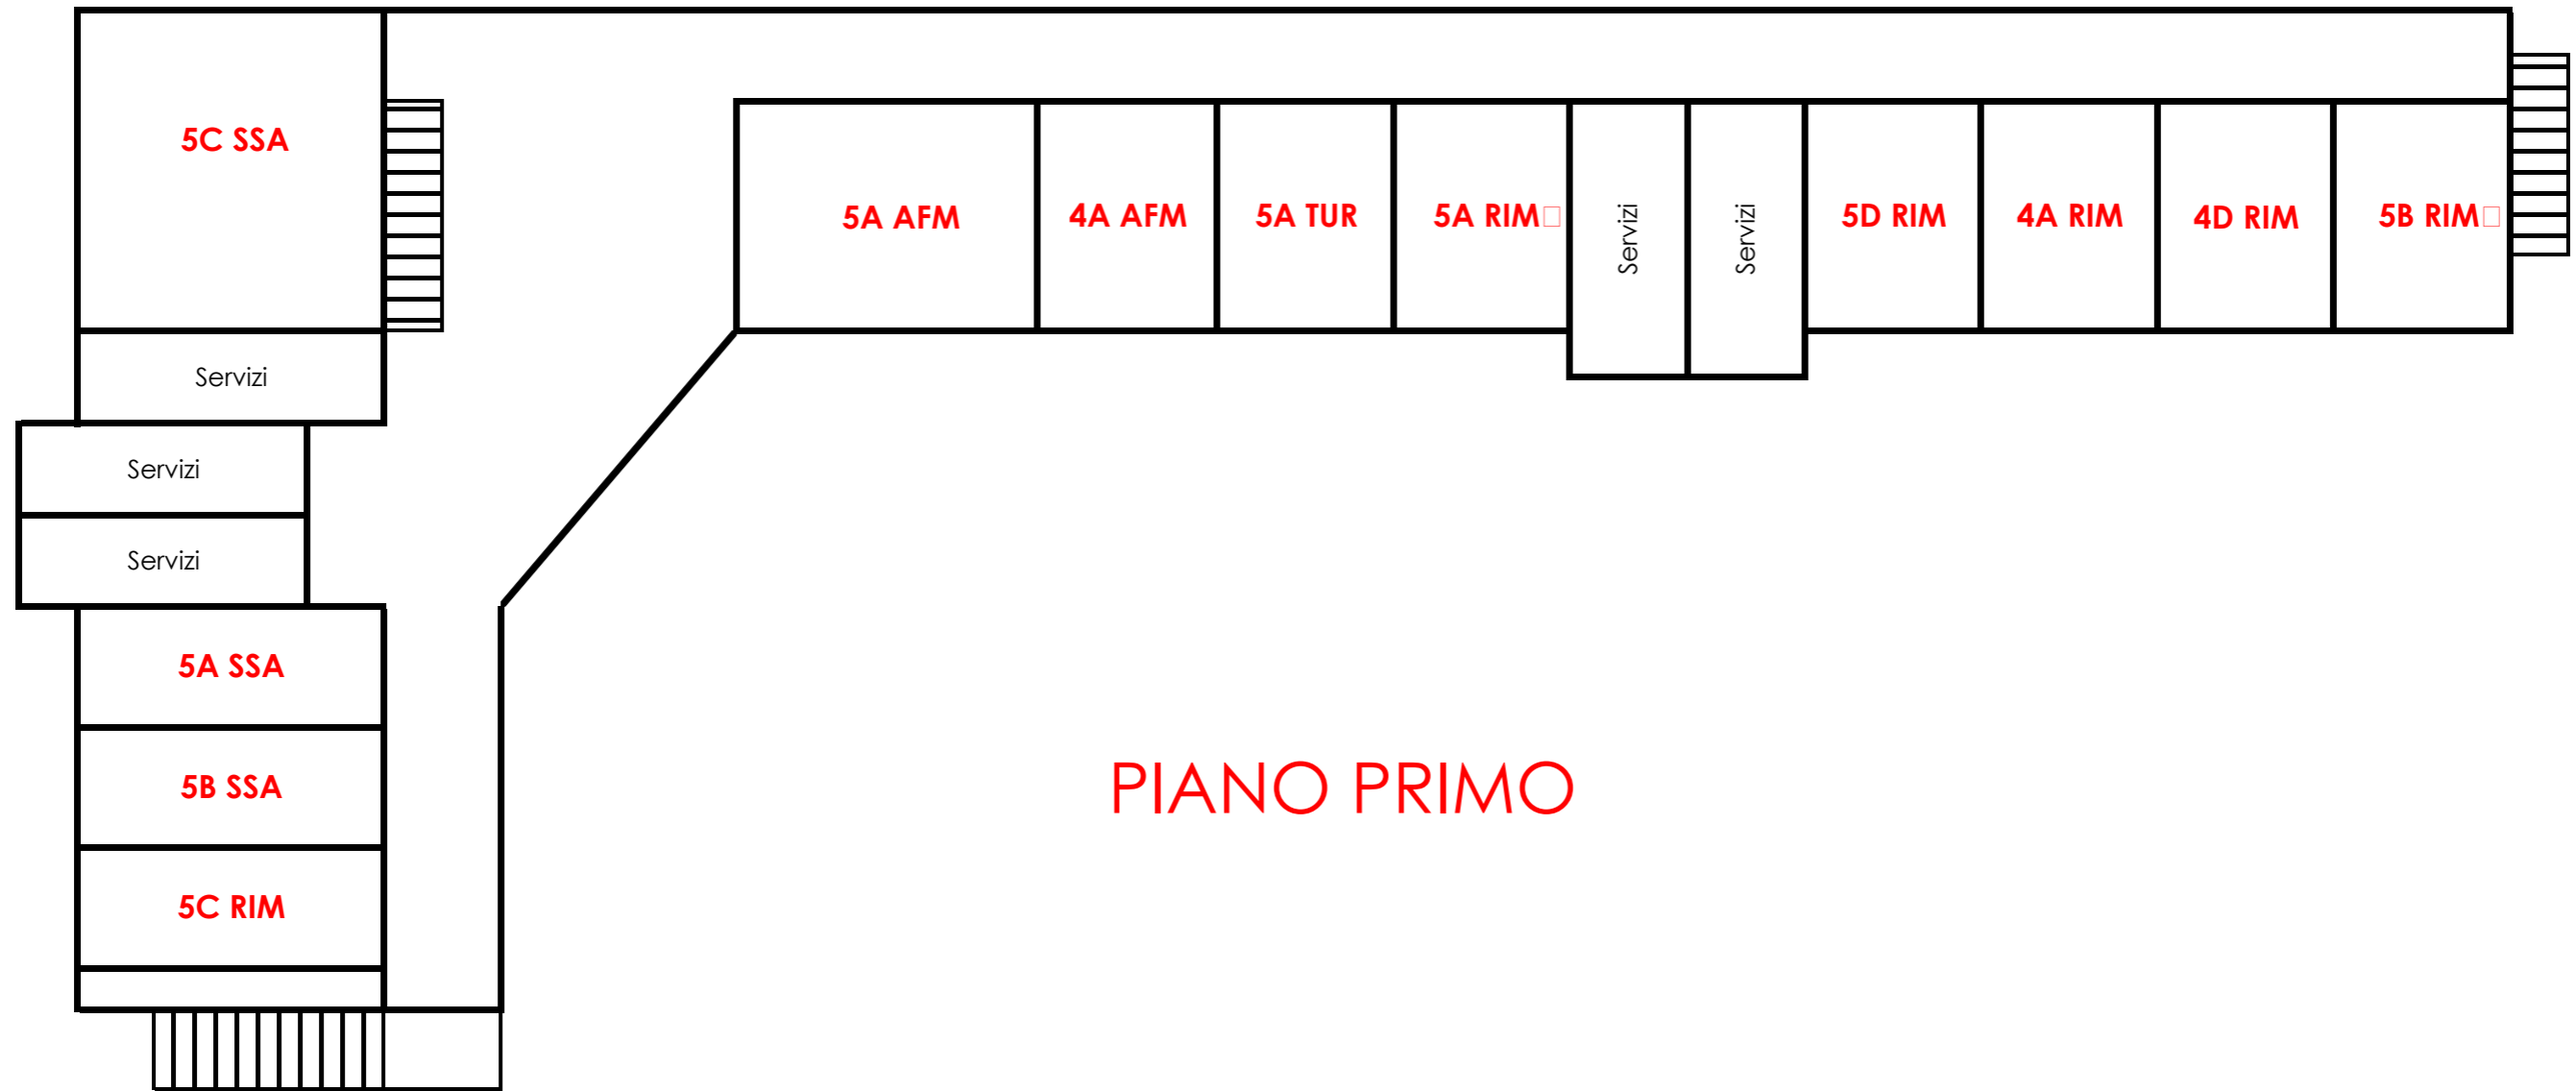 5C SSA
5A AFM
4A AFM
5A TUR
5A RIM
Servizi
Servizi
5D RIM
4A RIM
4D RIM
5B RIM
Servizi
Servizi
Servizi
5A SSA
5B SSA
5C RIM
PIANO PRIMO